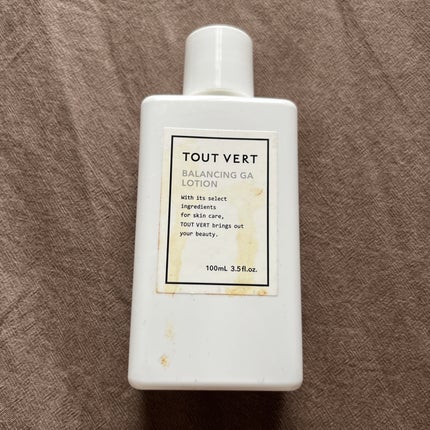 TOUT VERT
BALANCING GA
LOTION
With its select
ingredients
for skin care,
TOUT VERT brings out
your beauty.
100mL 3.5fl.oz.